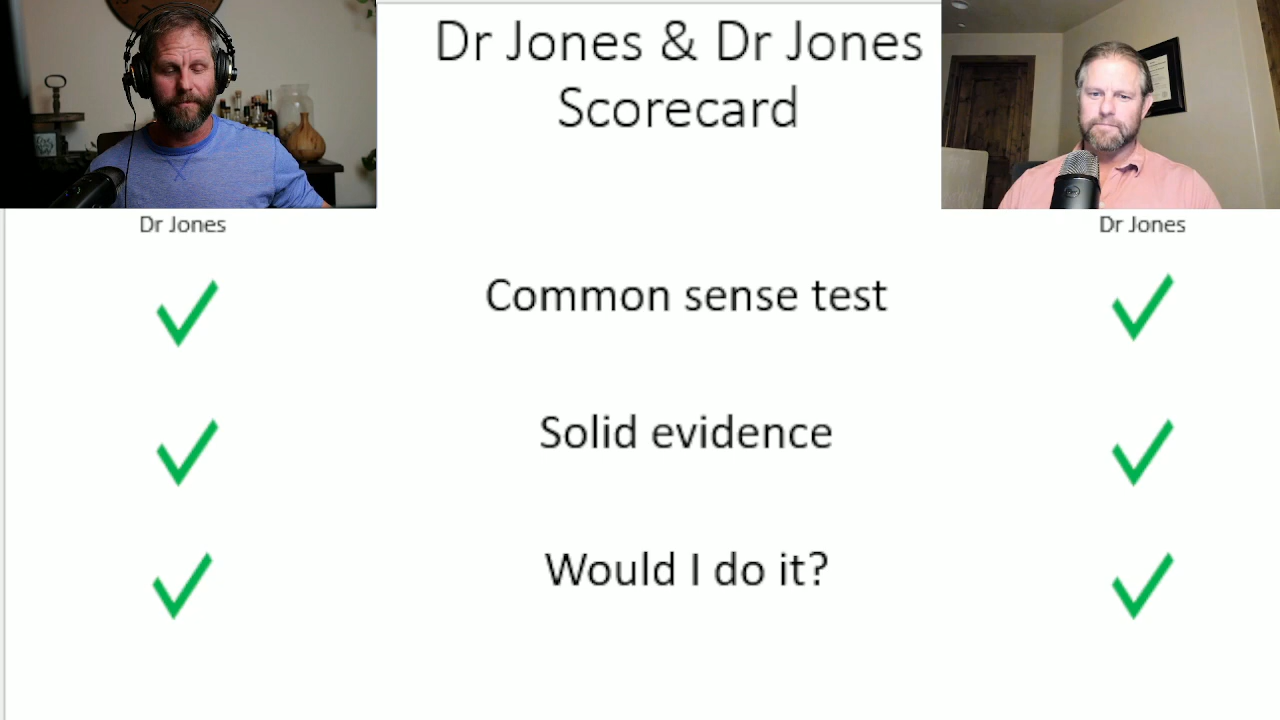 Dr Jones & Dr Jones
Scorecard
Dr Jones
Dr Jones
Common sense test
Solid evidence
Would I do it?